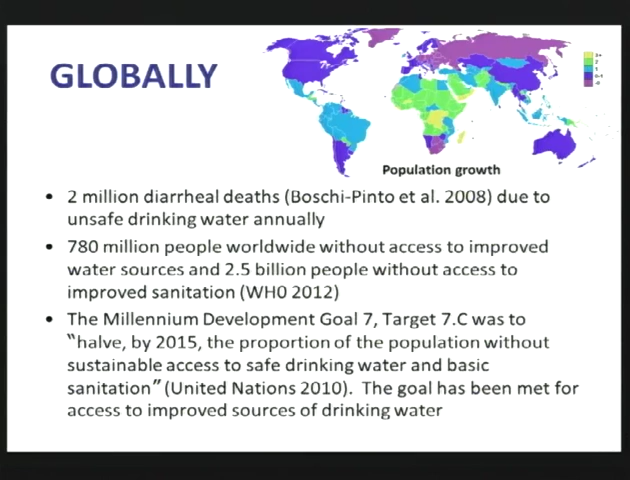 GLOBALLY
Population growth
• 2 million diarrheal deaths (Boschi-Pinto et al. 2008) due to
unsafe drinking water annually
• 780 million people worldwide without access to improved
water sources and 2.5 billion people without access to
improved sanitation (WH0 2012)
• The Millennium Development Goal 7, Target 7.C was to
"halve, by 2015, the proportion of the population without
sustainable access to safe drinking water and basic
sanitation" (United Nations 2010).  The goal has been met for
access to improved sources of drinking water